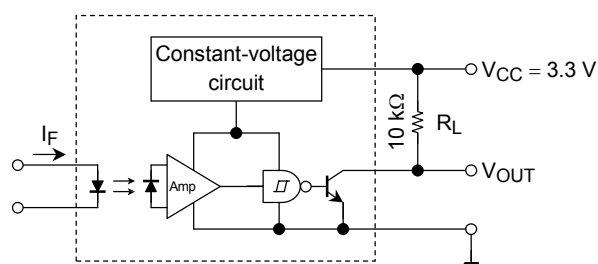 Constant-voltage
circuit
VCC = 3.3 V
10 kΩ
RL
IF
Amp
VOUT